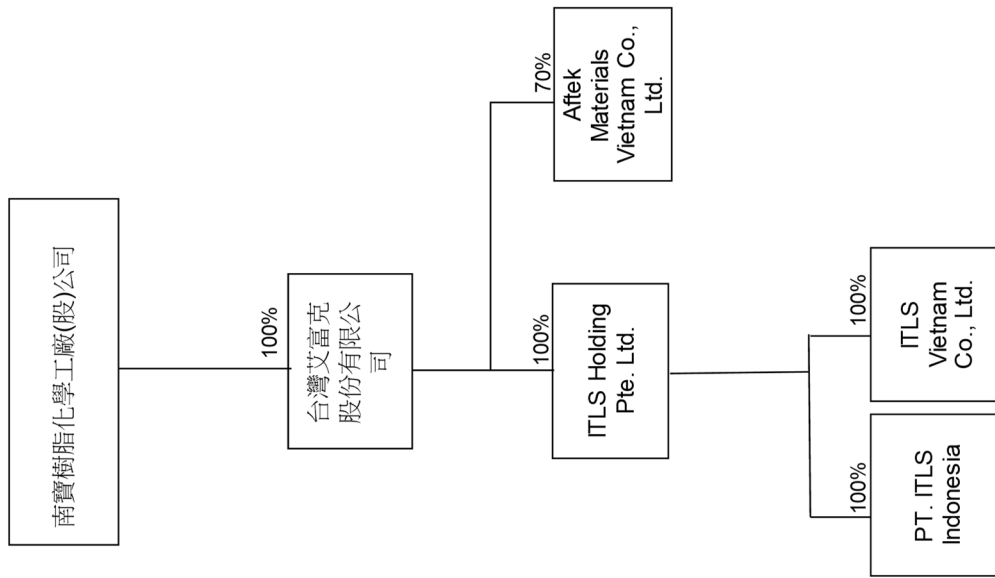 南寶樹脂化學工廠(股)公司
100%
台灣艾富克
股份有限公
司
100%
ITLS Holding
Pte. Ltd.
70%
Aftek
Materials
Vietnam Co.,
Ltd.
100%
PT. ITLS
Indonesia
100%
ITLS
Vietnam
Co., Ltd.